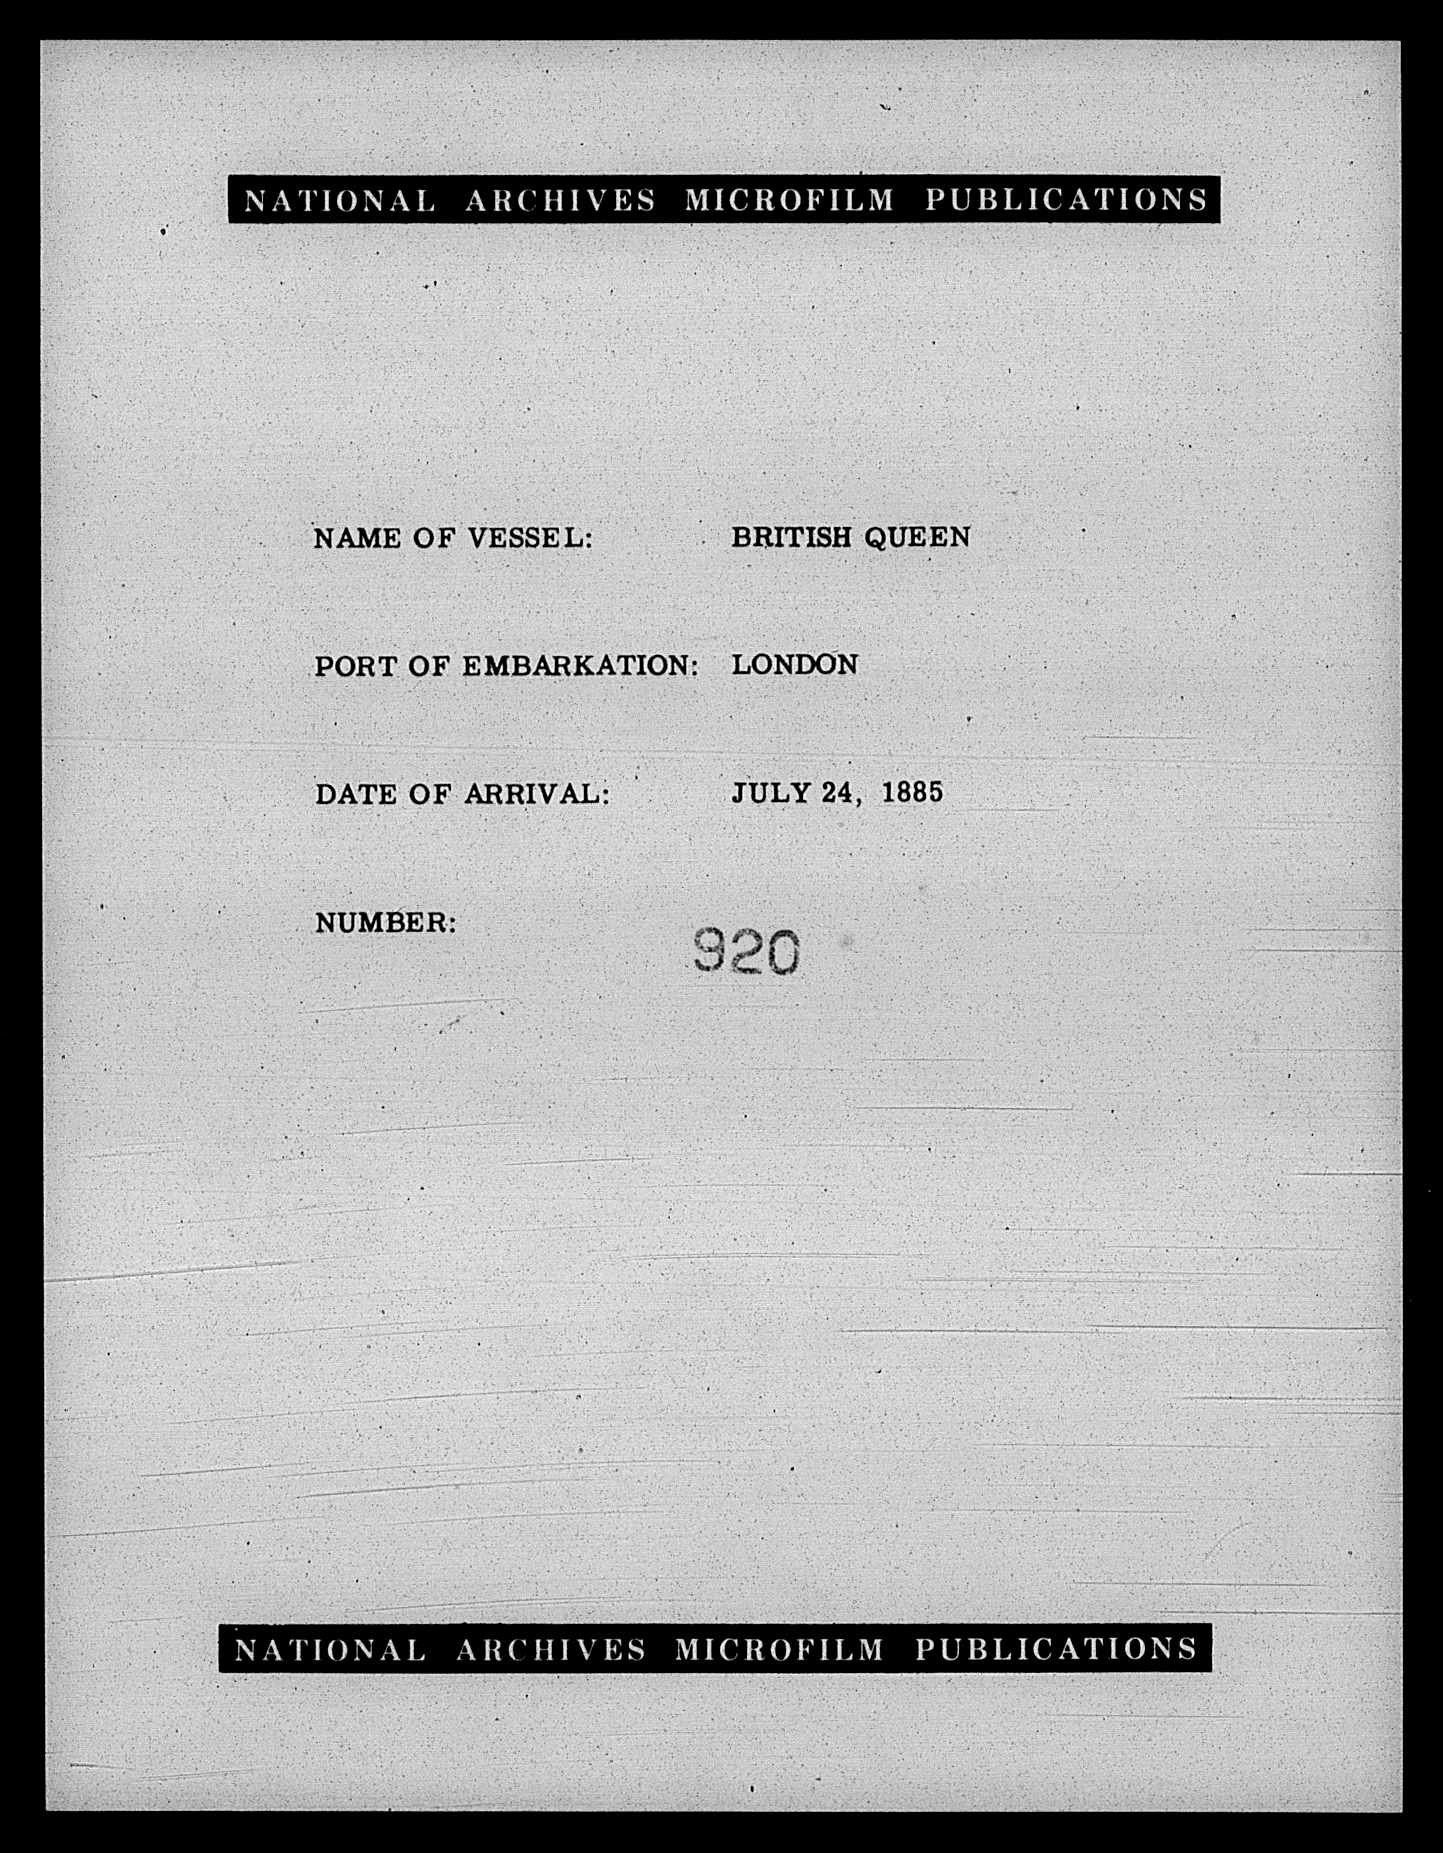 NATIONAL ARCHIVES MICROFILM PUBLICATIONS
NAME OF VESSEL: BRITISH QUEEN
PORT OF EMBARKATION: LONDON
DATE OF ARRIVAL: JULY 24, 1885
NUMBER: 920
NATIONAL ARCHIVES MICROFILM PUBLICATIONS